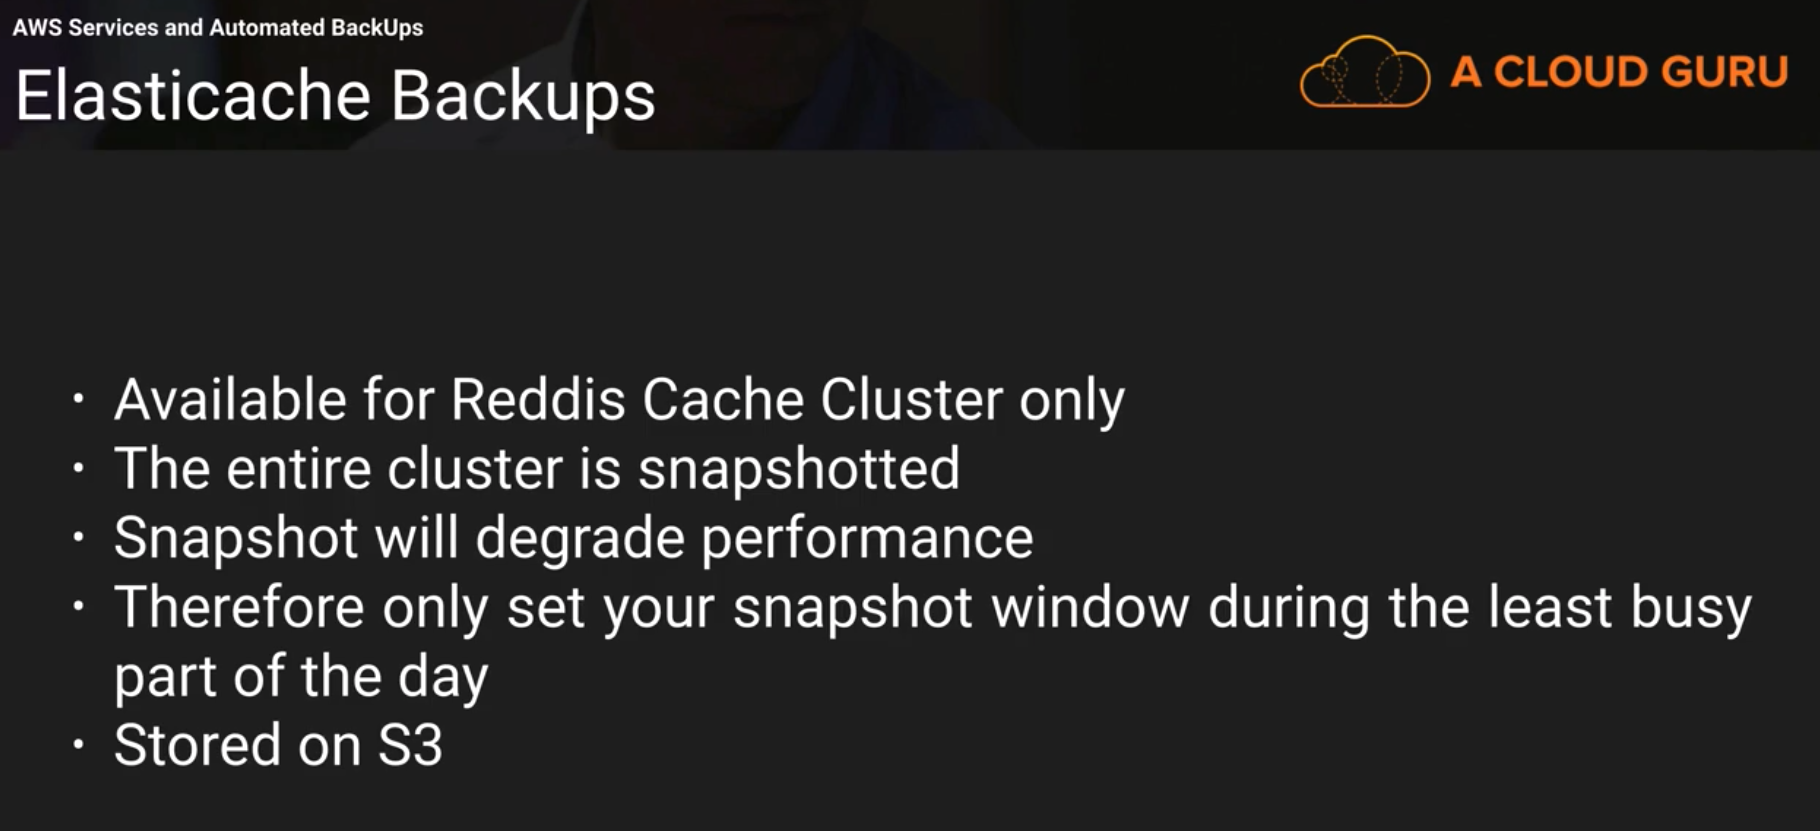 AWS Services and Automated BackUps
Elasticache Backups
A CLOUD GURU
· Available for Reddis Cache Cluster only
· The entire cluster is snapshotted
· Snapshot will degrade performance
· Therefore only set your snapshot window during the least busy
part of the day
· Stored on S3